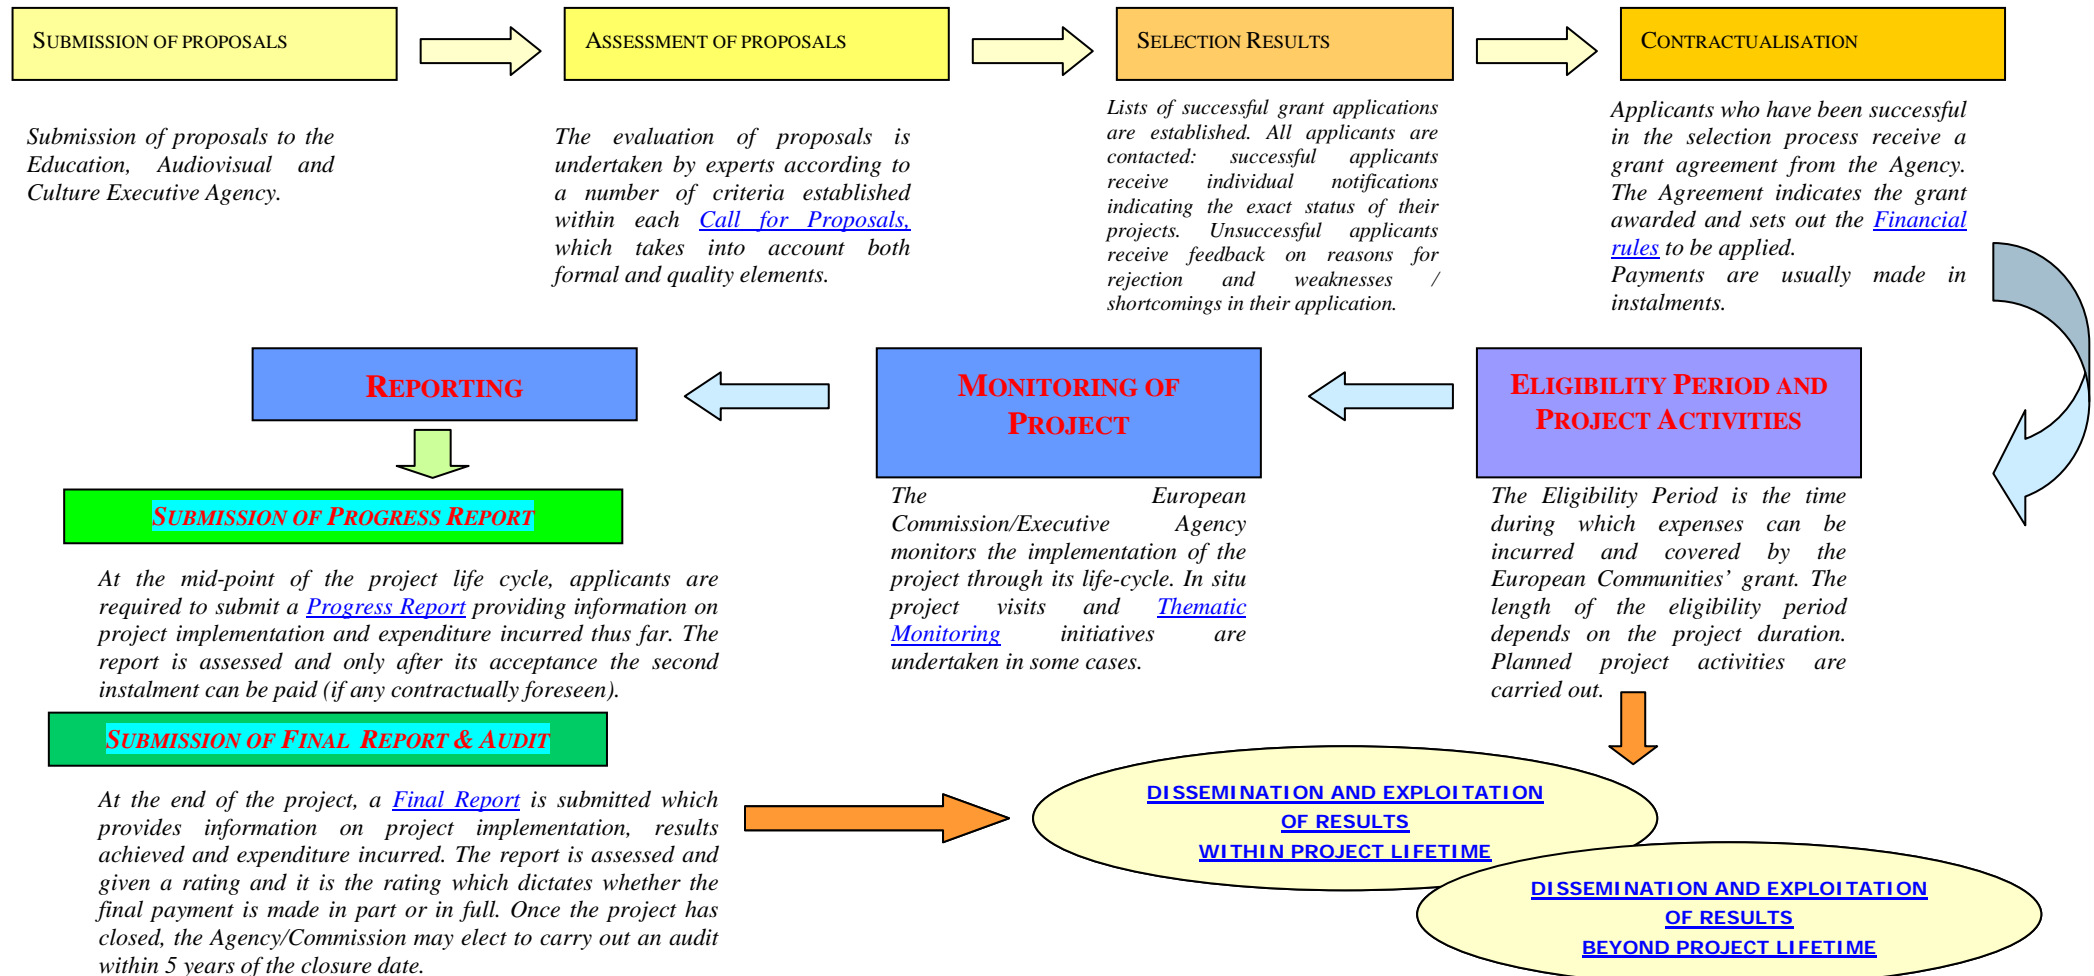 SUBMISSION OF PROPOSALS
ASSESSMENT OF PROPOSALS
SELECTION RESULTS
CONTRACTUALISATION
Submission of proposals to the
Education, Audiovisual and
Culture Executive Agency.
The evaluation of proposals is
undertaken by experts according to
a number of criteria established
within each Call for Proposals,
which takes into account both
formal and quality elements.
Lists of successful grant applications
are established. All applicants are
contacted: successful applicants
receive individual notifications
indicating the exact status of their
projects. Unsuccessful applicants
receive feedback on reasons for
rejection and weaknesses /
shortcomings in their application.
Applicants who have been successful
in the selection process receive a
grant agreement from the Agency.
The Agreement indicates the grant
awarded and sets out the Financial
rules to be applied.
Payments are usually made in
instalments.
REPORTING
MONITORING OF
PROJECT
ELIGIBILITY PERIOD AND
PROJECT ACTIVITIES
SUBMISSION OF PROGRESS REPORT
At the mid-point of the project life cycle, applicants are
required to submit a Progress Report providing information on
project implementation and expenditure incurred thus far. The
report is assessed and only after its acceptance the second
instalment can be paid (if any contractually foreseen).
The European
Commission/Executive Agency
monitors the implementation of the
project through its life-cycle. In situ
project visits and Thematic
Monitoring initiatives are
undertaken in some cases.
The Eligibility Period is the time
during which expenses can be
incurred and covered by the
European Communities’ grant. The
length of the eligibility period
depends on the project duration.
Planned project activities are
carried out.
SUBMISSION OF FINAL REPORT & AUDIT
At the end of the project, a Final Report is submitted which
provides information on project implementation, results
achieved and expenditure incurred. The report is assessed and
given a rating and it is the rating which dictates whether the
final payment is made in part or in full. Once the project has
closed, the Agency/Commission may elect to carry out an audit
within 5 years of the closure date.
DISSEMINATION AND EXPLOITATION
OF RESULTS
WITHIN PROJECT LIFETIME
DISSEMINATION AND EXPLOITATION
OF RESULTS
BEYOND PROJECT LIFETIME